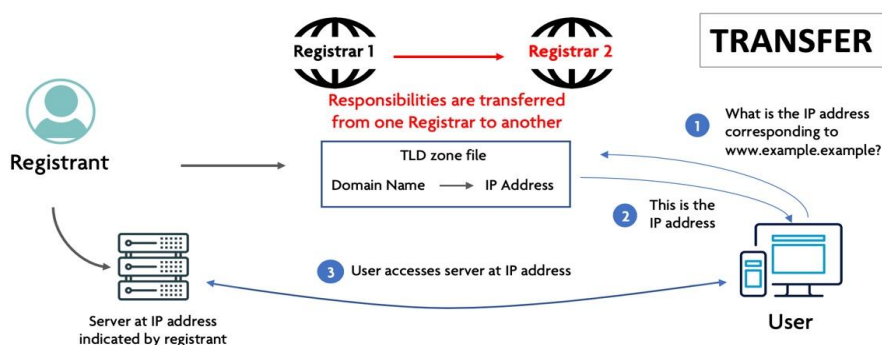 TRANSFER
Registrar 1
Registrar 2
Responsibilities are transferred
from one Registrar to another
Registrant
TLD zone file
Domain Name
IP Address
1
What is the IP address
corresponding to
www.example.example?
2
This is the
IP address
3
User accesses server at IP address
Server at IP address
indicated by registrant
User